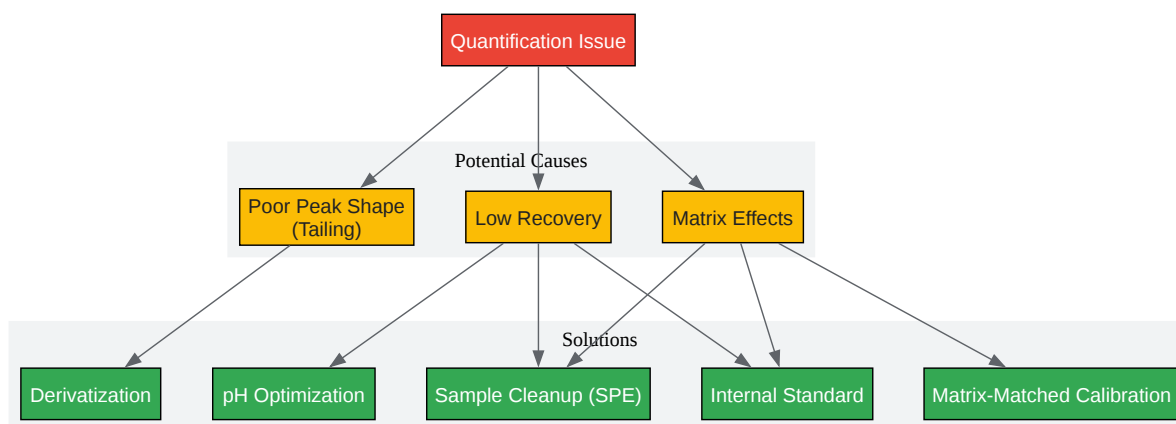 Quantification Issue
Potential Causes
Poor Peak Shape
(Tailing)
Low Recovery
Matrix Effects
Solutions
Derivatization
pH Optimization
Sample Cleanup (SPE)
Internal Standard
Matrix-Matched Calibration